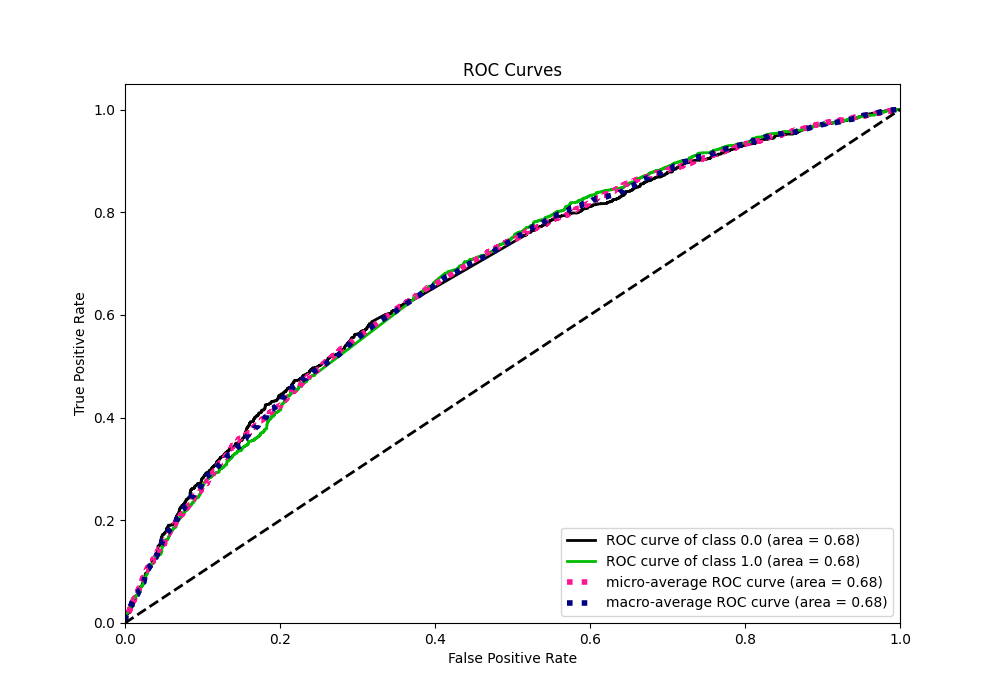 ROC Curves
True Positive Rate
1.0
0.8
0.6
0.4
0.2
0.0
0.0 0.2 0.4 0.6 0.8 1.0
False Positive Rate
ROC curve of class 0.0 (area = 0.68)
ROC curve of class 1.0 (area = 0.68)
micro-average ROC curve (area = 0.68)
macro-average ROC curve (area = 0.68)